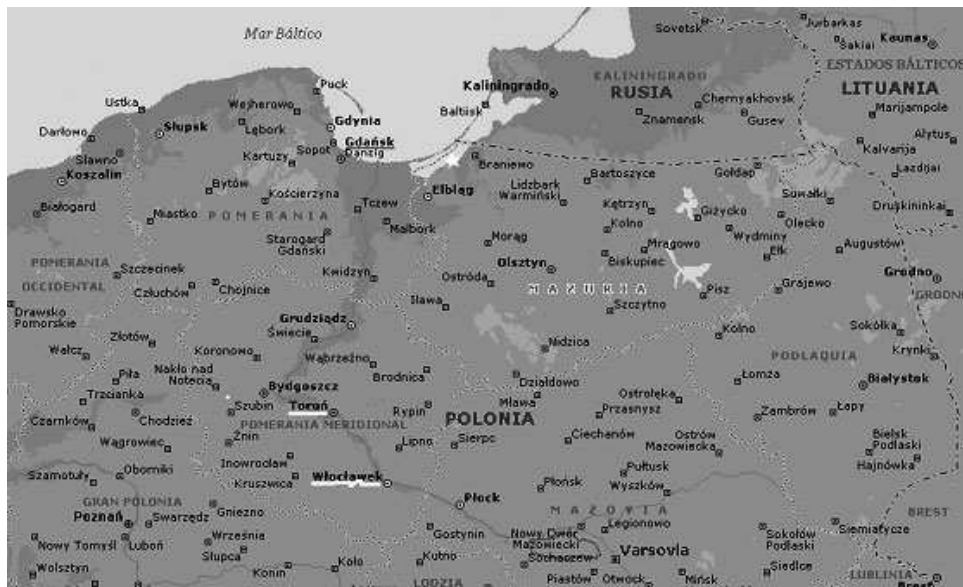 Mar Báltico
Sovetsk
Jurbarkas
Šakiai
Kaunas
ESTADOS BÁLTICOS
Puck
Ustka
Wejherowo
Kaliningrado
KALININGRADO
RUSIA
LITUANIA
Baltiisk
Chernyakhovsk
Marijampolė
Darłowo
Słupsk
Lębork
Gdynia
Znamensk
Gusev
Sopot
Gdańsk
Danzig
Alytus
Kalvarija
Sławno
Kartuzy
Braniewo
Gołdap
Lazdijai
Koszalin
Bytów
Kościerzyna
Elbląg
Lidzbark
Warmiński
Bartoszyce
Suwałki
Białogard
Miastko
POMERANIA
Tczew
Malbork
Kętrzyn
Giżycko
Olecko
Druskininkai
Kolno
Starogard
Gdański
Morąg
Wydminy
Mrągowo
Ełk
Augustów
POMERANIA
OCCIDENTAL
Szczecinek
Kwidzyn
Olsztyn
Biskupiec
Grodno
Człuchów
Chojnice
Ostróda
MAZURIA
Pisz
Grajewo
GRODNO
Drawsko
Pomorskie
Iława
Szczytno
Grudziądz
Świecie
Kolno
Sokółka
Złotów
Wałcz
Koronowo
Wąbrzeźno
Nidzica
PODLAQUIA
Krynki
Piła
Nakło nad
Notecią
Brodnica
Działdowo
Łomża
Białystok
Trzcianka
Bydgoszcz
Mława
Ostrołęka
Czarnków
Chodzież
Szubin
Toroń
Rypin
POLONIA
Przasnysz
Zambrów
Łapy
POMERANIA MERIDIONAL
Wągrowiec
Żnin
Lipno
Sierpc
Ciechanów
Ostrów
Mazowiecka
Bielsk
Podlaski
Hajnówka
Szamotuły
Oborniki
Inowrocław
Kruszwica
Włocławek
Płońsk
Pułtusk
Wyszków
GRAN POLONIA
Poznań
Swarzędz
Gniezno
Płock
MAZOVIA
BREST
Nowy Tomyśl
Luboń
Września
Słupca
Gostynin
Nowy Dwór
Mazowiecki
Legionowo
Sokołów
Podlaski
Siemiatycze
Wolsztyn
Konin
Koło
Kutno
Sochaczew
Varsovia
Siedlce
LODZIA
Piastów
Otwock
Mińsk
LUBLINIA